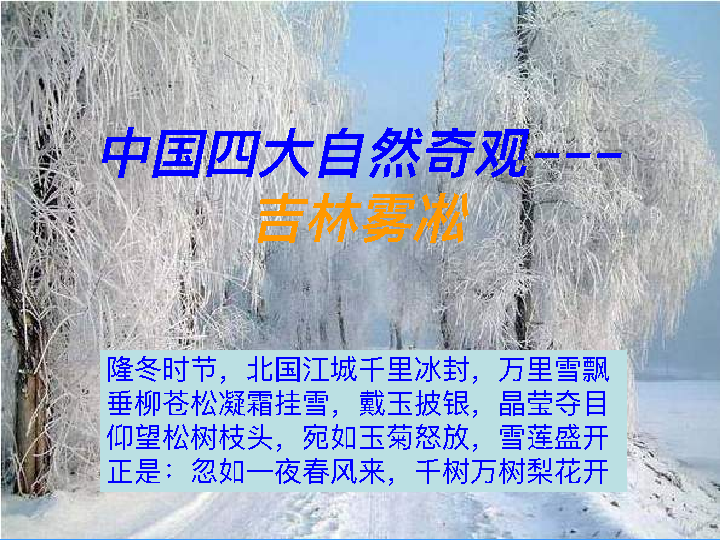 中国四大自然奇观---
吉林雾凇
隆冬时节，北国江城千里冰封，万里雪飘
垂柳苍松凝霜挂雪，戴玉披银，晶莹夺目
仰望松树枝头，宛如玉菊怒放，雪莲盛开
正是：忽如一夜春风来，千树万树梨花开